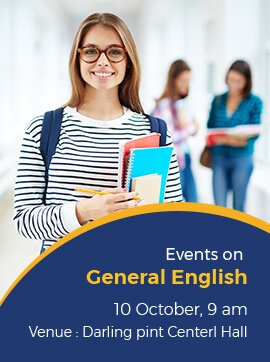 Events on
General English
10 October, 9 am
Venue : Darling pint Centerl Hall